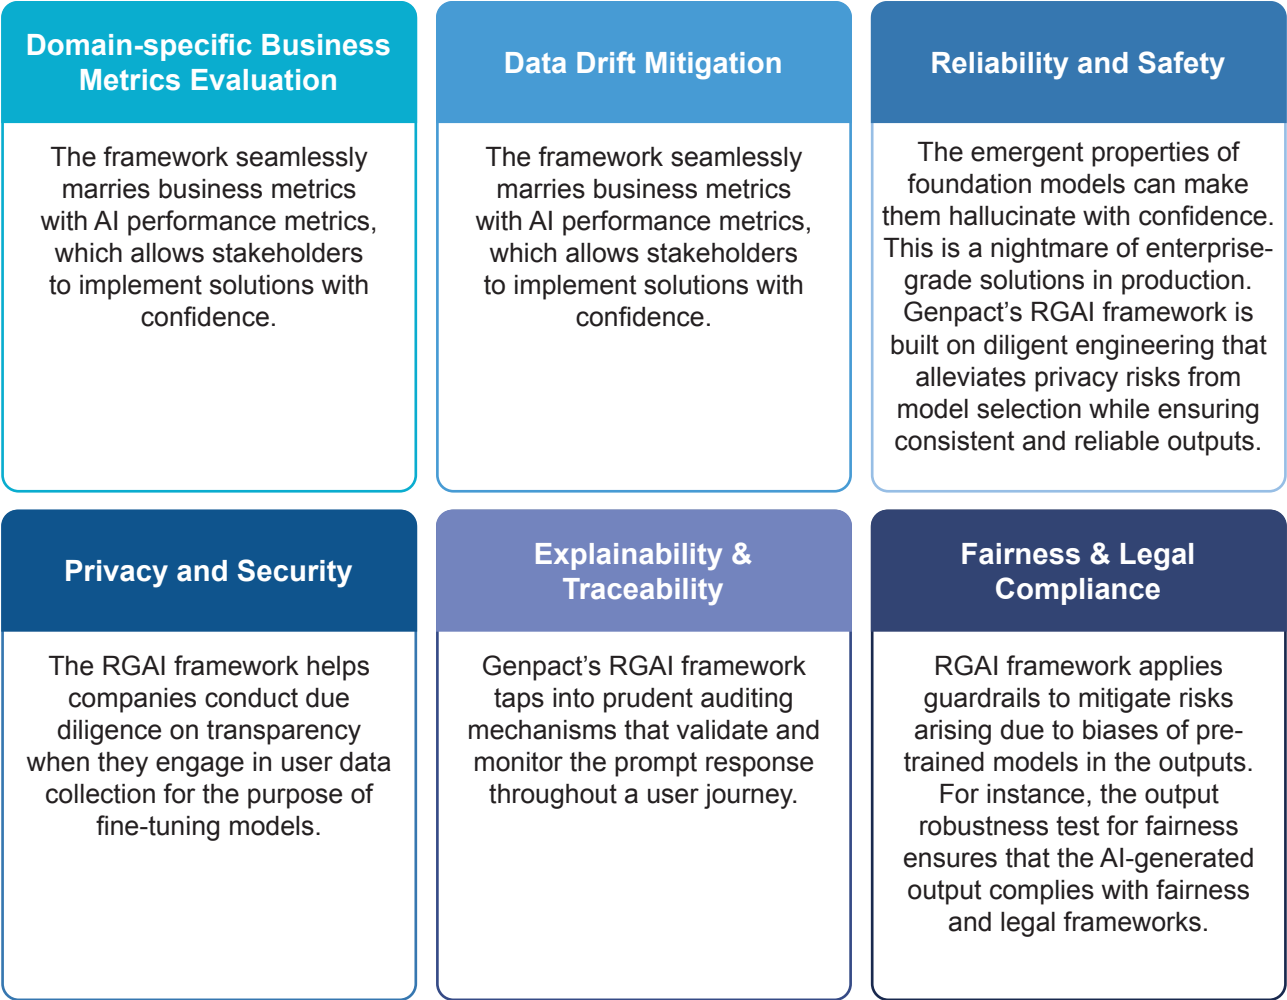 Domain-specific Business
Metrics Evaluation
The framework seamlessly
marries business metrics
with AI performance metrics,
which allows stakeholders
to implement solutions with
confidence.
Data Drift Mitigation
The framework seamlessly
marries business metrics
with AI performance metrics,
which allows stakeholders
to implement solutions with
confidence.
Reliability and Safety
The emergent properties of
foundation models can make
them hallucinate with confidence.
This is a nightmare of enterprise-
grade solutions in production.
Genpact’s RGAI framework is
built on diligent engineering that
alleviates privacy risks from
model selection while ensuring
consistent and reliable outputs.
Privacy and Security
The RGAI framework helps
companies conduct due
diligence on transparency
when they engage in user data
collection for the purpose of
fine-tuning models.
Explainability &
Traceability
Genpact’s RGAI framework
taps into prudent auditing
mechanisms that validate and
monitor the prompt response
throughout a user journey.
Fairness & Legal
Compliance
RGAI framework applies
guardrails to mitigate risks
arising due to biases of pre-
trained models in the outputs.
For instance, the output
robustness test for fairness
ensures that the AI-generated
output complies with fairness
and legal frameworks.